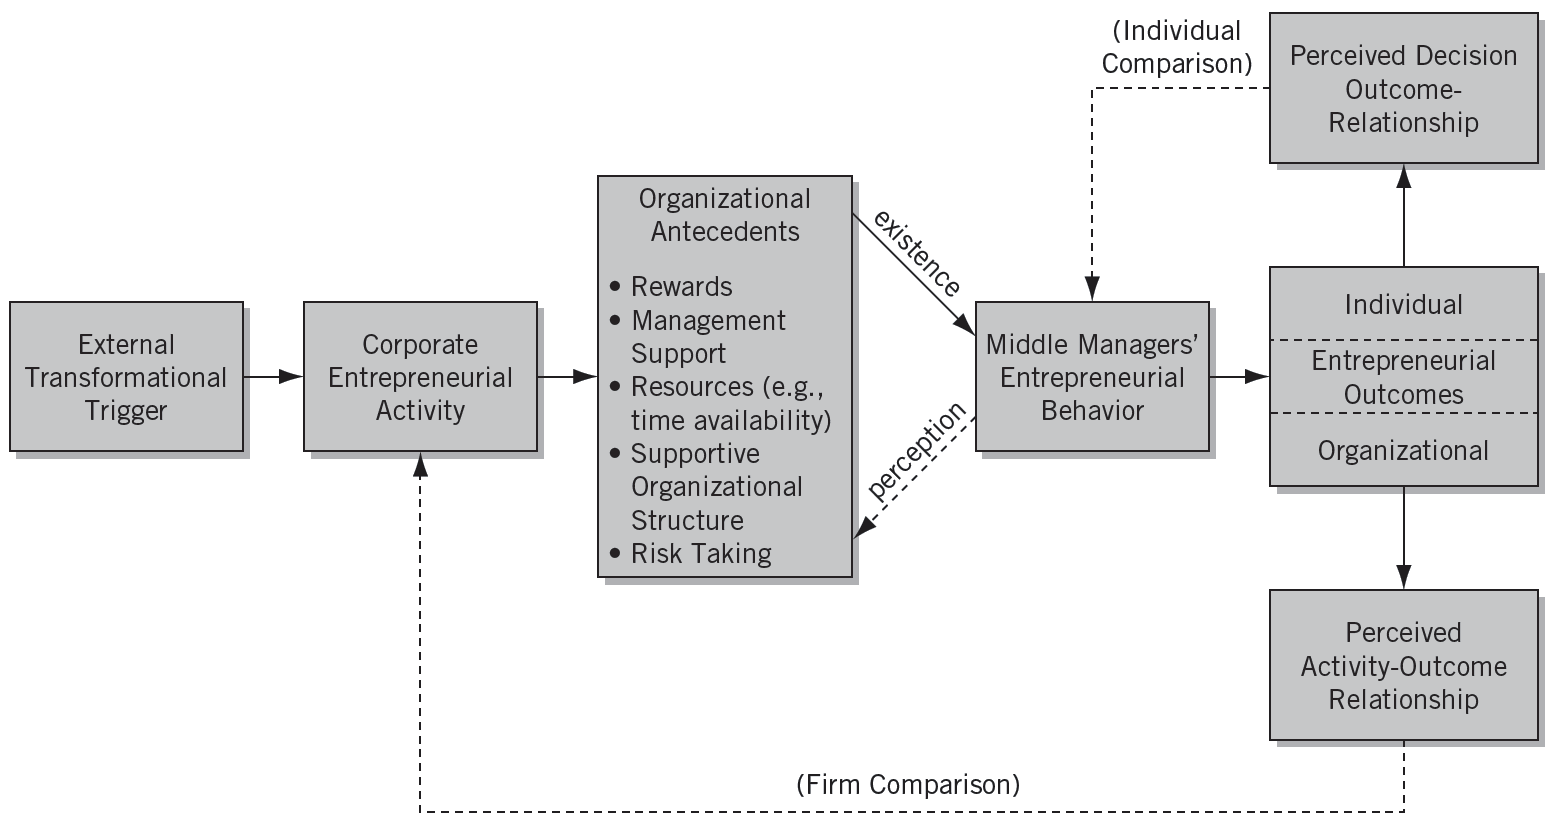 (Individual
Comparison)
Perceived Decision
Outcome-
Relationship
Organizational
Antecedents
• Rewards
• Management
Support
• Resources (e.g.,
time availability)
• Supportive
Organizational
Structure
• Risk Taking
existence
perception
External
Transformational
Trigger
Corporate
Entrepreneurial
Activity
Middle Managers’
Entrepreneurial
Behavior
Individual
Entrepreneurial
Outcomes
Organizational
Perceived
Activity-Outcome
Relationship
(Firm Comparison)